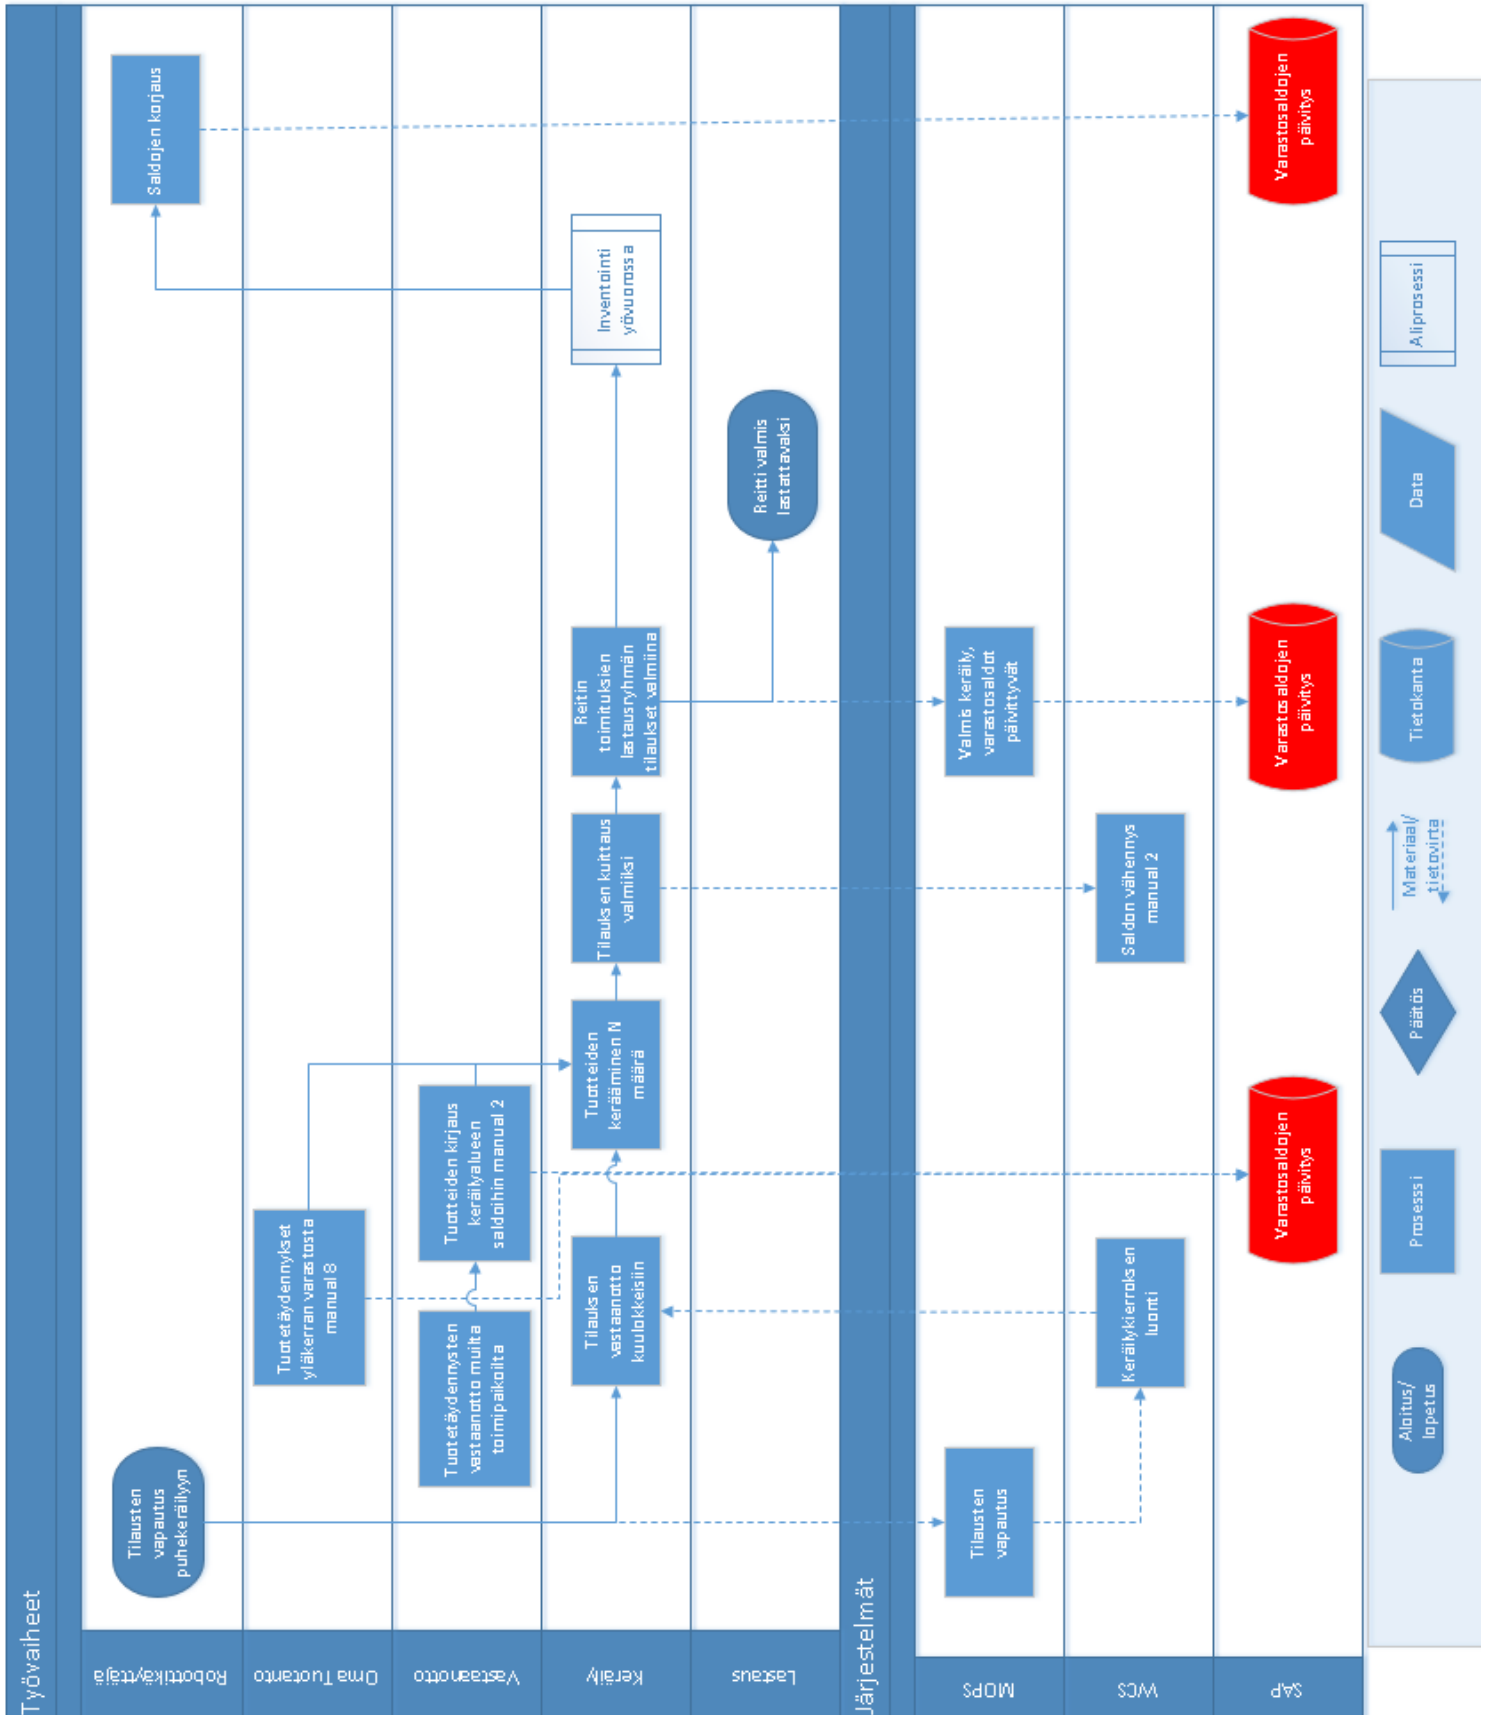 Työvaiheet
Robottikäyttäjä
Tilausten
vapautus
puhekeräilyyn
Saldojen korjaus
Oma Tuotanto
Tuotetäydennykset
yläkerran varastosta
manual 8
Vastaanotto
Tuotetäydennysten
vastaanotto muilta
toimipaikoilta
Tuotteiden kirjaus
keräilyalueen
saldoihin manual 2
Keräily
Tilauksen
vastaanotto
kuulokkeisiin
Tuotteiden
kerääminen N
määrä
Tilauksen kuittaus
valmiiksi
Reitin
toimituksien
lastausryhmän
tilaukset valmiina
Inventointi
yövuorossa
Lastaus
Reitti valmis
lastattavaksi
Järjestelmät
MOPS
Tilausten
vapautus
Valmis keräily,
varastosaldot
päivittyvät
WCS
Keräilykierroksen
luonti
Saldon vähennys
manual 2
SAP
Varastosaldojen
päivitys
Varastosaldojen
päivitys
Varastosaldojen
päivitys
Aloitus/
lopetus
Prosessi
Päätös
Materiaali/
tietovirta
Tietokanta
Data
Aliprosessi